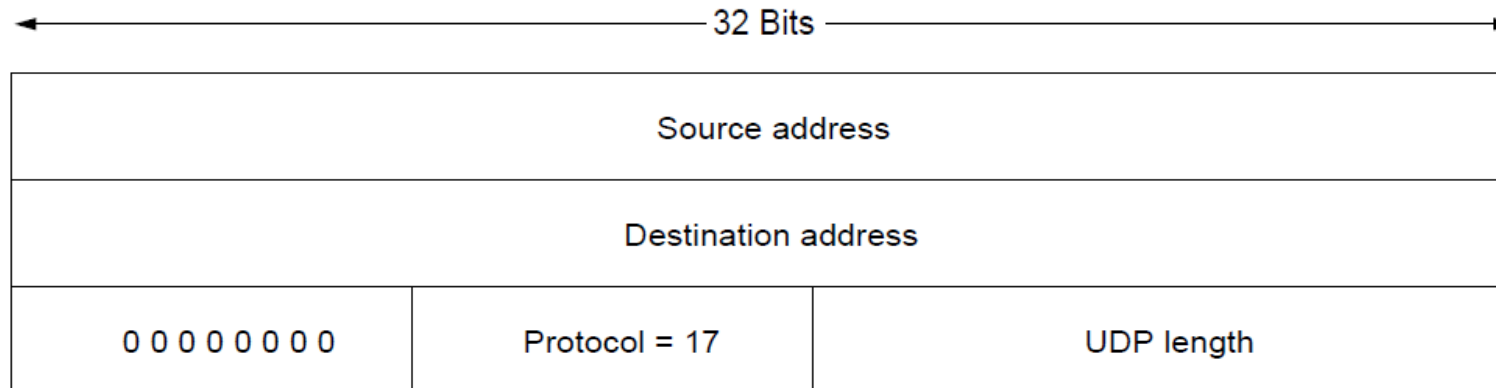 32 Bits
Source address
Destination address
0 0 0 0 0 0 0 0 Protocol = 17 UDP length